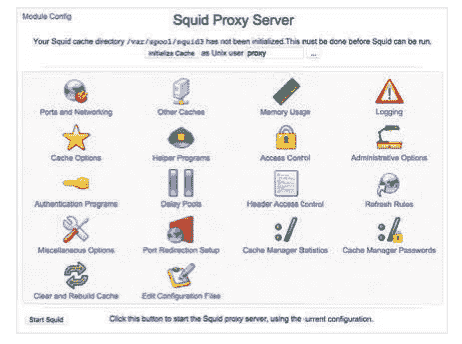 Module Config
Squid Proxy Server
Your Squid cache directory /var/spool/squid3 has not been initialized.This must be done before Squid can be run.
Initialize Cache as Unix user proxy ...
Ports and Networking Other Caches Memory Usage Logging
Cache Options Helper Programs Access Control Administrative Options
Authentication Programs Delay Pools Header Access Control Refresh Rules
Miscellaneous Options Port Redirection Setup Cache Manager Statistics Cache Manager Passwords
Clear and Rebuild Cache Edit Configuration Files
Start Squid Click this button to start the Squid proxy server, using the current configuration.